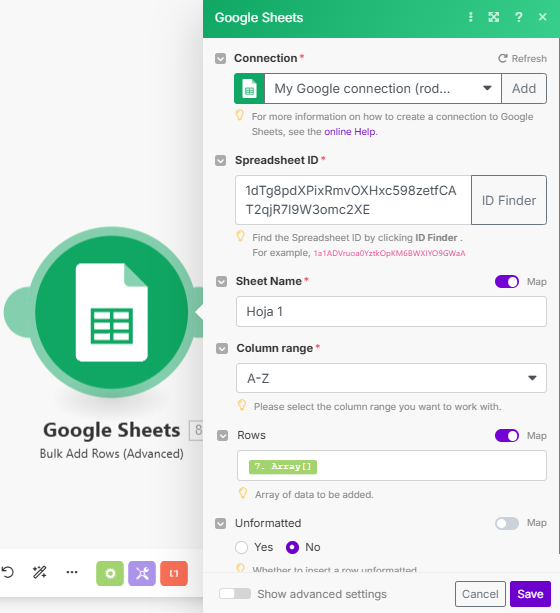 Google Sheets
Connection *
Refresh
My Google connection (rod...
Add
For more information on how to create a connection to Google
Sheets, see the online Help.
Spreadsheet ID *
1dTg8pdXPixRmvOXHxc598zetfCA
T2qjR7I9W3omc2XE
ID Finder
Find the Spreadsheet ID by clicking ID Finder .
For example, 1a1ADVruoa0YztkOpKM6BWXIYO9GWaA
Sheet Name *
Map
Hoja 1
Column range *
A-Z
Please select the column range you want to work with.
Rows
Map
7. Array[]
Array of data to be added.
Unformatted
Map
Yes
No
Whether to insert a row unformatted
Show advanced settings
Cancel
Save
Google Sheets 8
Bulk Add Rows (Advanced)